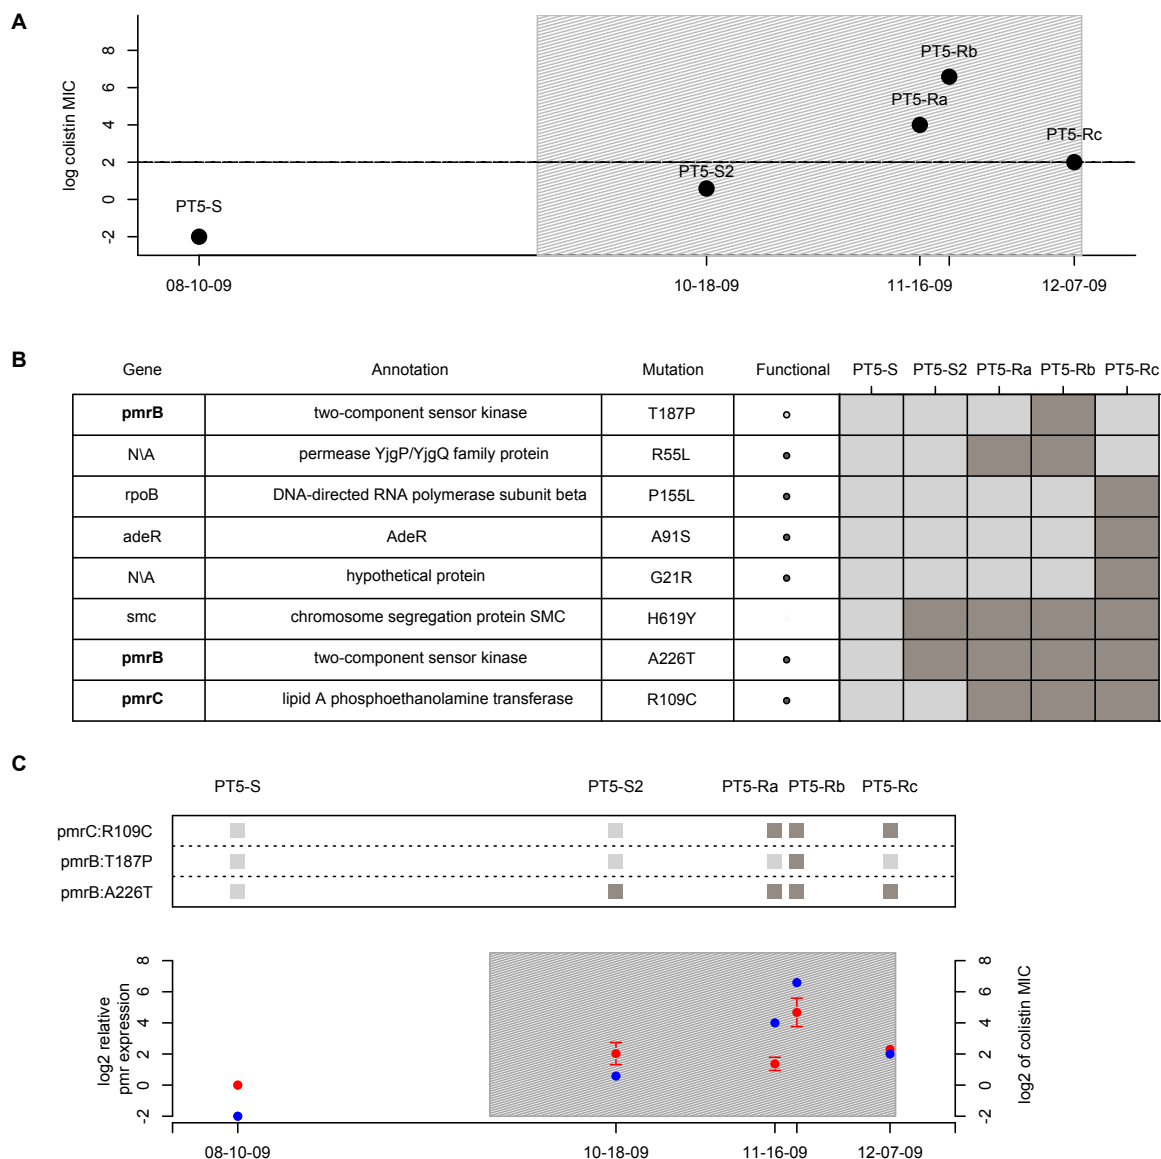 A
log colistin MIC
8
6
4
2
0
-2
PT5-S
PT5-S2
PT5-Ra
PT5-Rb
PT5-Rc
08-10-09
10-18-09
11-16-09
12-07-09
B
Gene Annotation Mutation Functional PT5-S PT5-S2 PT5-Ra PT5-Rb PT5-Rc
pmrB two-component sensor kinase T187P
N\A permease YjgP/YjgQ family protein R55L
rpoB DNA-directed RNA polymerase subunit beta P155L
adeR AdeR A91S
N\A hypothetical protein G21R
smc chromosome segregation protein SMC H619Y
pmrB two-component sensor kinase A226T
pmrC lipid A phosphoethanolamine transferase R109C
C
PT5-S PT5-S2 PT5-Ra PT5-Rb PT5-Rc
pmrC:R109C
pmrB:T187P
pmrB:A226T
log2 relative
pmr expression
8
6
4
2
0
-2
8
6
4
2
0
-2
log2 of colistin MIC
08-10-09
10-18-09
11-16-09
12-07-09